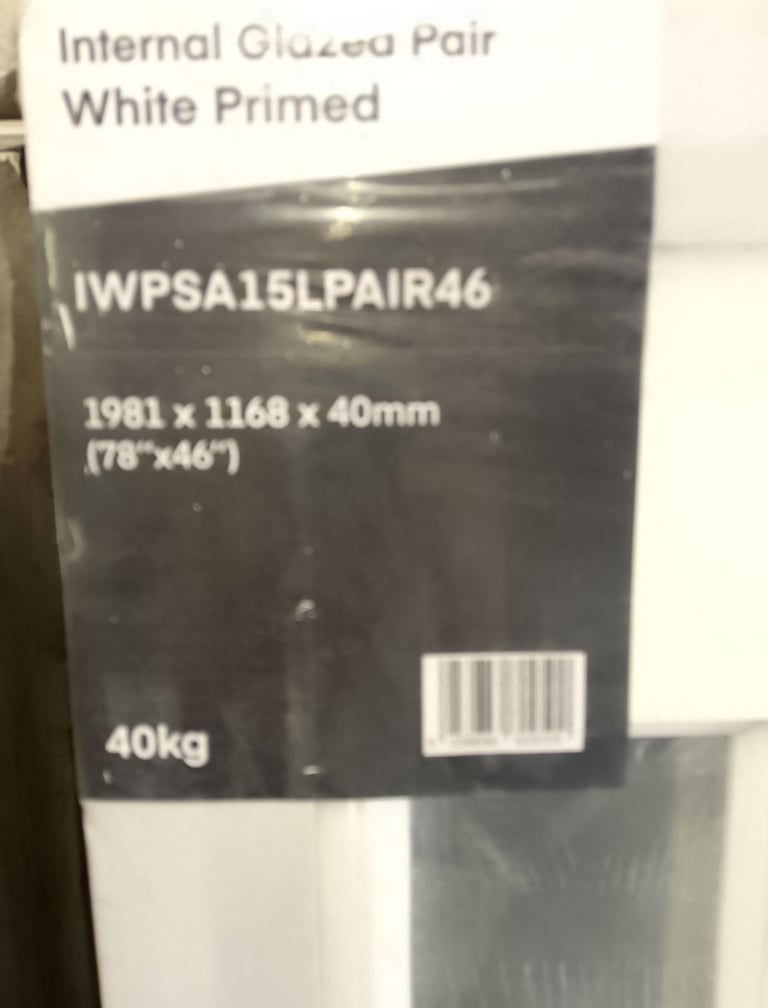 Internal Glazed Pair
White Primed
IWPSA15LPAIR46
1981 x 1168 x 40mm
(78“x46“)
40kg